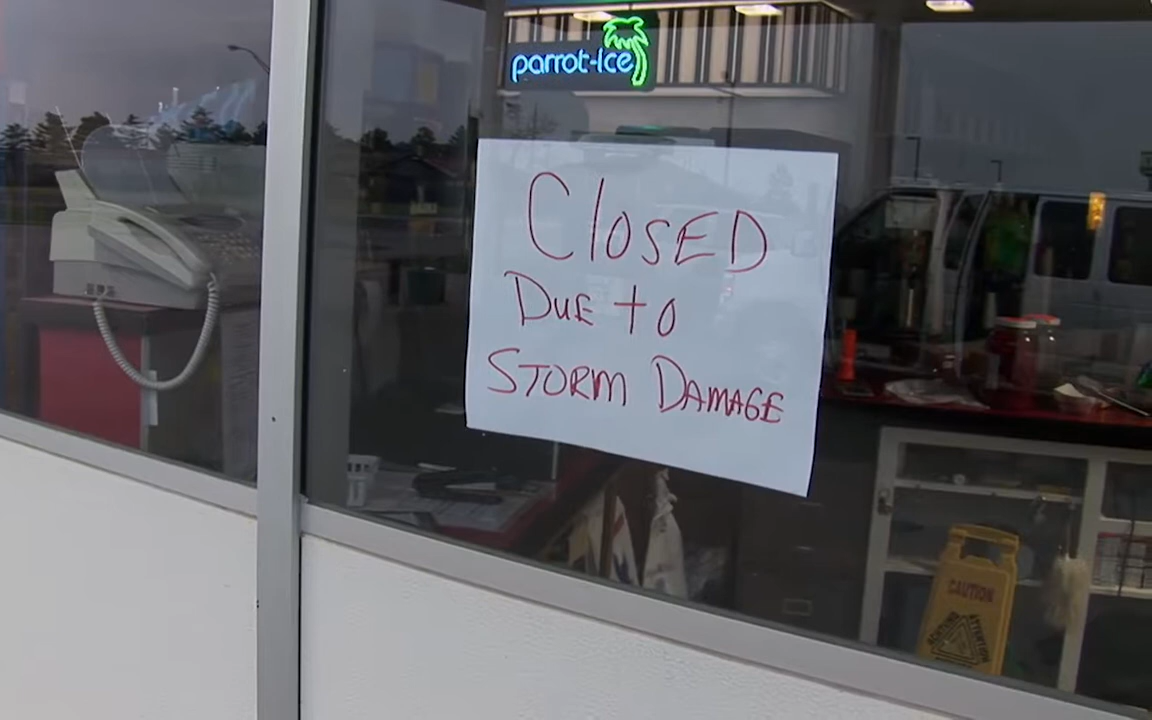 parrot-Ice
CLOSED
DUE TO
STORM DAMAGE
CAUTION